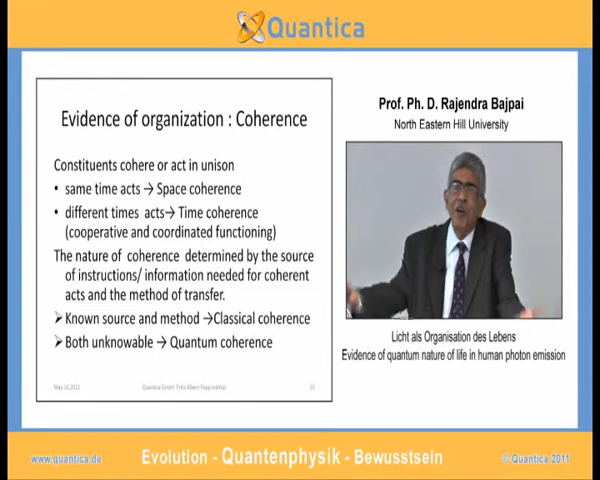 Quantica
Evidence of organization : Coherence
Constituents cohere or act in unison
• same time acts → Space coherence
• different times acts→ Time coherence
(cooperative and coordinated functioning)
The nature of coherence determined by the source
of instructions/ information needed for coherent
acts and the method of transfer.
➢Known source and method →Classical coherence
➢Both unknowable → Quantum coherence
May 14,2011
Quantica GmbH Fritz-Albert Popp Institut
Prof. Ph. D. Rajendra Bajpai
North Eastern Hill University
Licht als Organisation des Lebens
Evidence of quantum nature of life in human photon emission
www.quantica.de
Evolution - Quantenphysik - Bewusstsein
© Quantica 2011